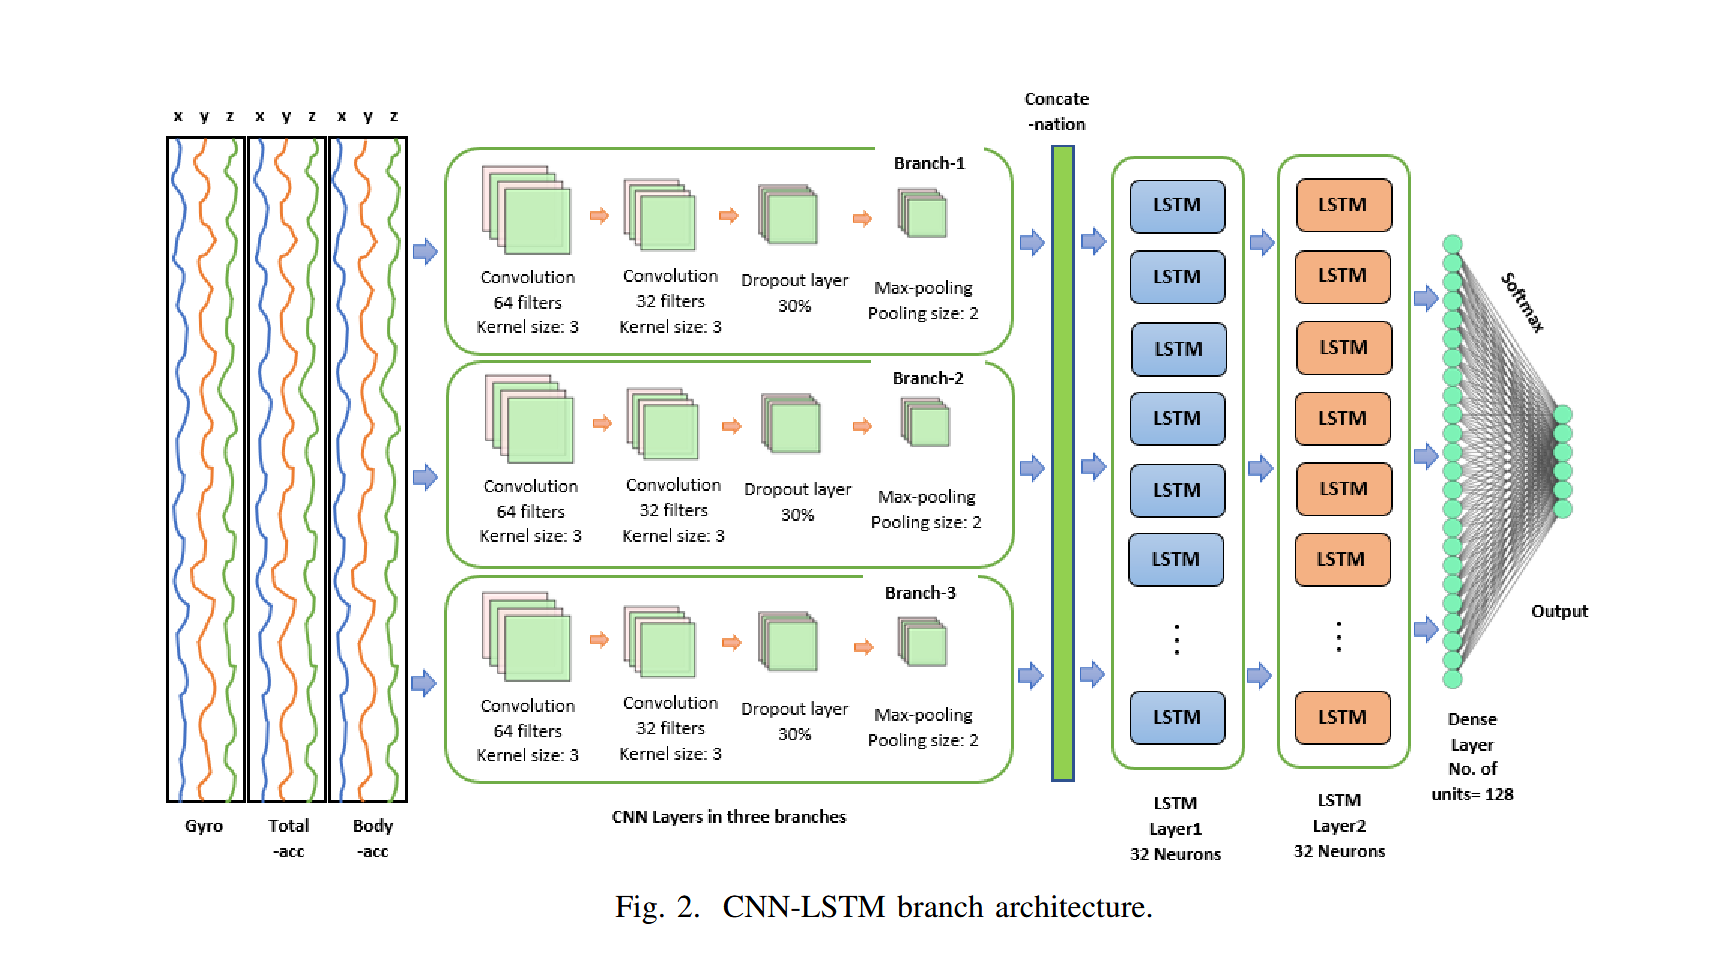 x y z x y z x y z
Gyro
Total
-acc
Body
-acc
Branch-1
Convolution
64 filters
Kernel size: 3
Convolution
32 filters
Kernel size: 3
Dropout layer
30%
Max-pooling
Pooling size: 2
Branch-2
Convolution
64 filters
Kernel size: 3
Convolution
32 filters
Kernel size: 3
Dropout layer
30%
Max-pooling
Pooling size: 2
Branch-3
Convolution
64 filters
Kernel size: 3
Convolution
32 filters
Kernel size: 3
Dropout layer
30%
Max-pooling
Pooling size: 2
CNN Layers in three branches
Concate
-nation
LSTM
LSTM
LSTM
LSTM
LSTM
LSTM
LSTM
LSTM
Layer1
32 Neurons
LSTM
LSTM
LSTM
LSTM
LSTM
LSTM
LSTM
LSTM
Layer2
32 Neurons
Softmax
Dense
Layer
No. of
units= 128
Output
Fig. 2. CNN-LSTM branch architecture.